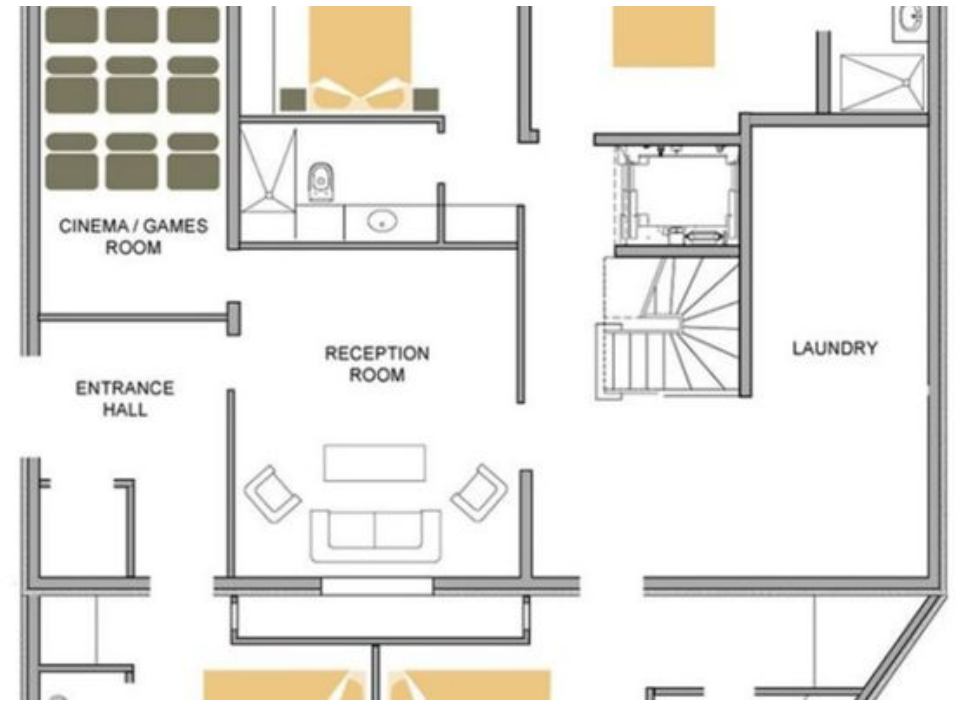 CINEMA / GAMES
ROOM
RECEPTION
ROOM
LAUNDRY
ENTRANCE
HALL